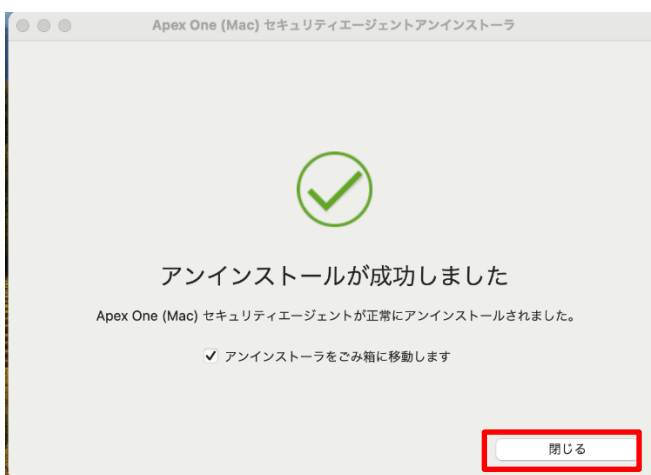 Apex One (Mac) セキュリティエージェントアンインストーラ
アンインストールが成功しました
Apex One (Mac) セキュリティエージェントが正常にアンインストールされました。
アンインストーラをごみ箱に移動します
閉じる